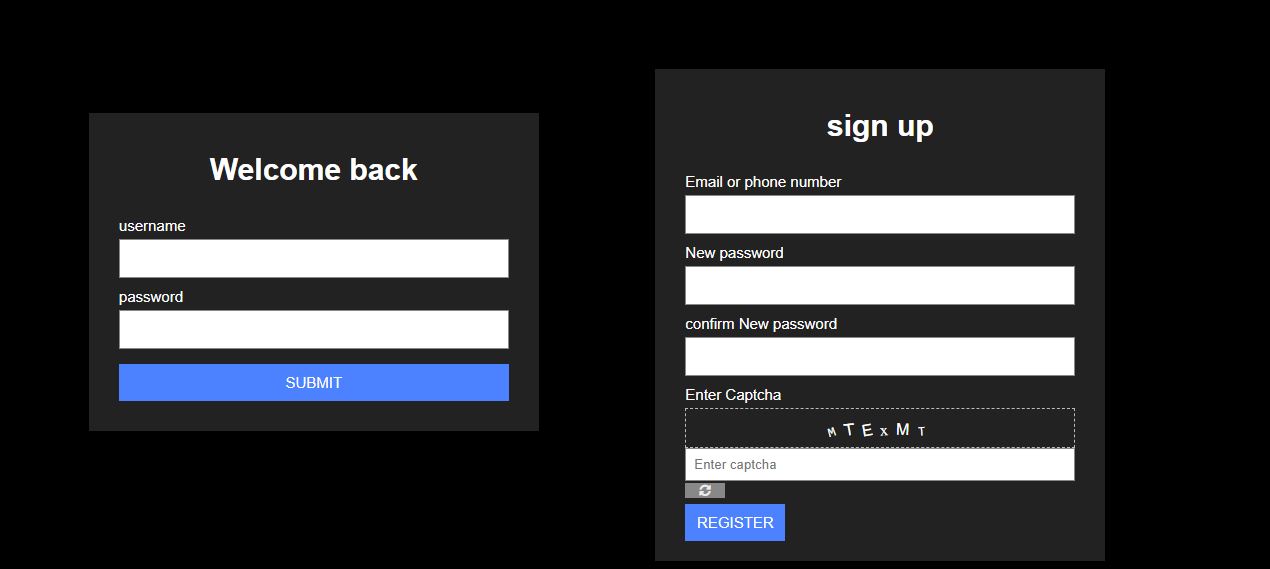 Welcome back
username
password
SUBMIT
sign up
Email or phone number
New password
confirm New password
Enter Captcha
M T E x M T
Enter captcha
REGISTER